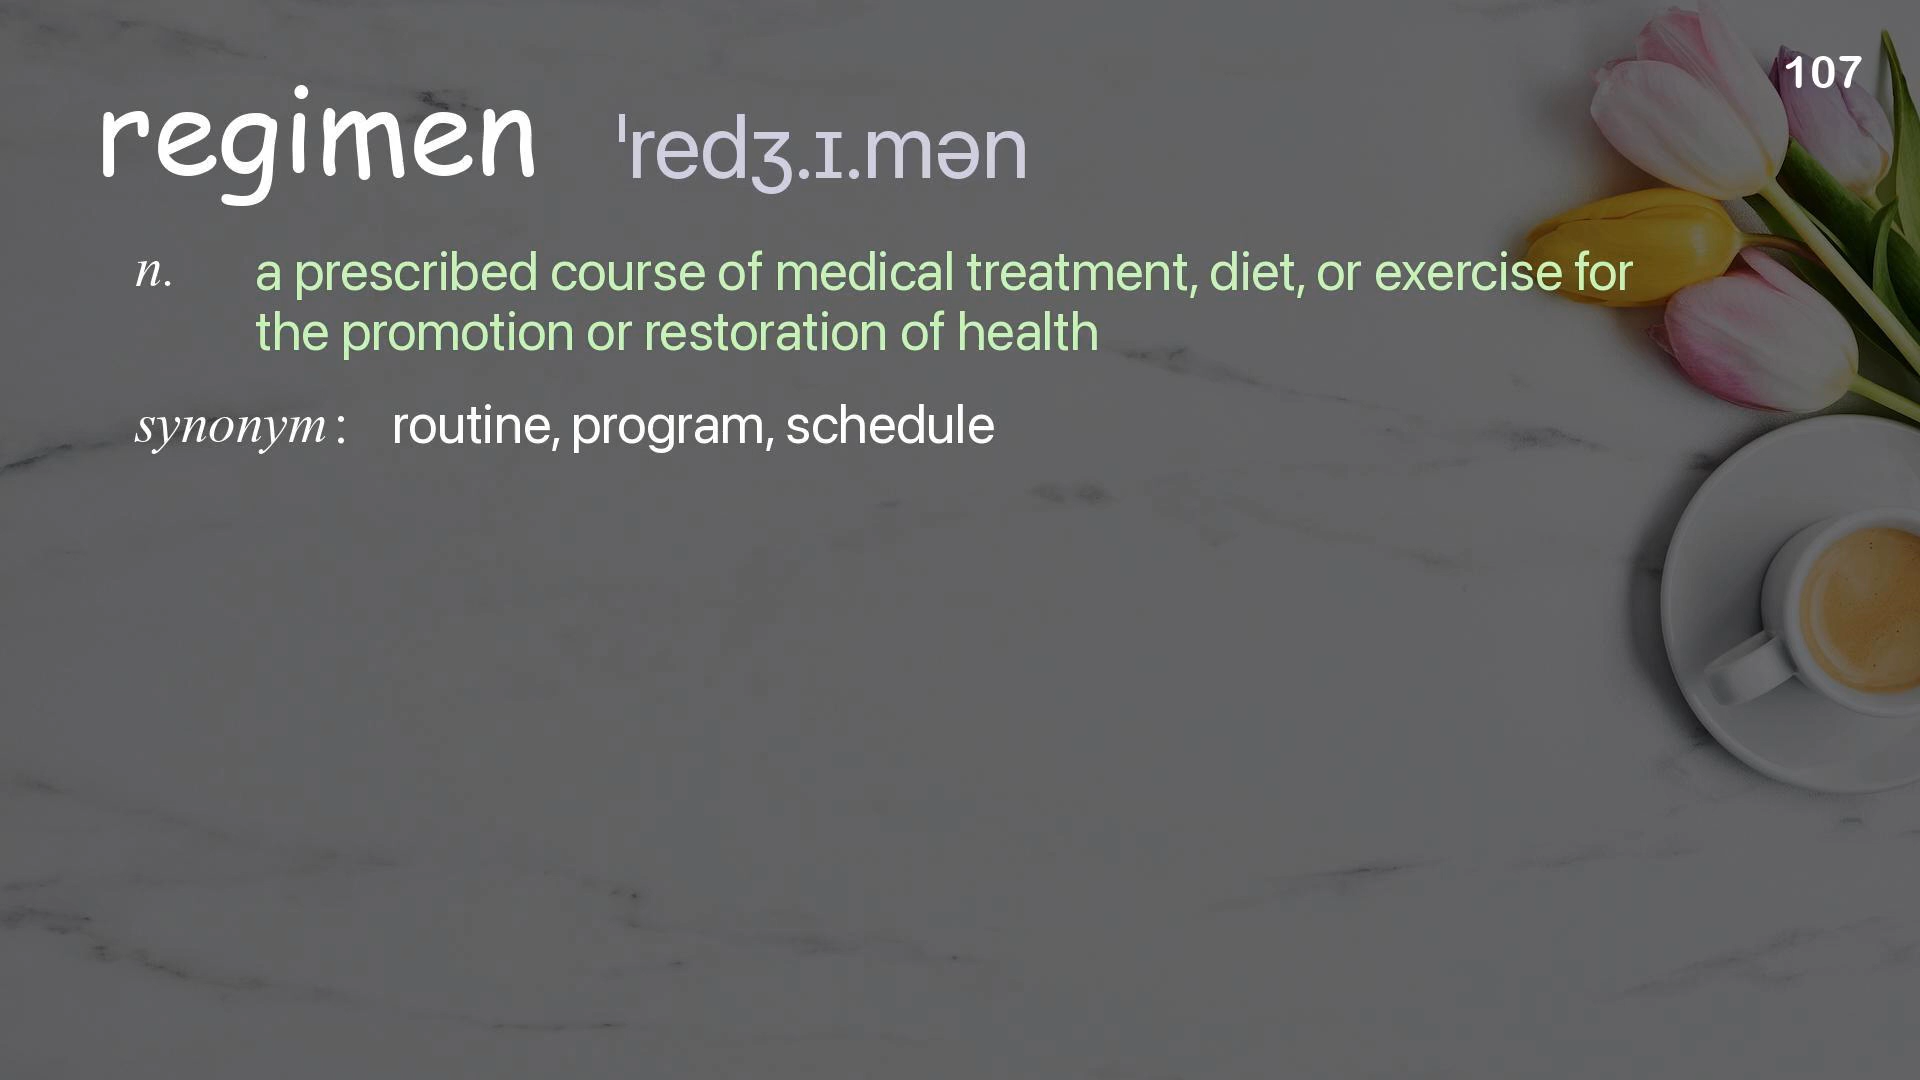 107
regimen ˈredʒ.ɪ.mən
n. a prescribed course of medical treatment, diet, or exercise for
the promotion or restoration of health
synonym : routine, program, schedule